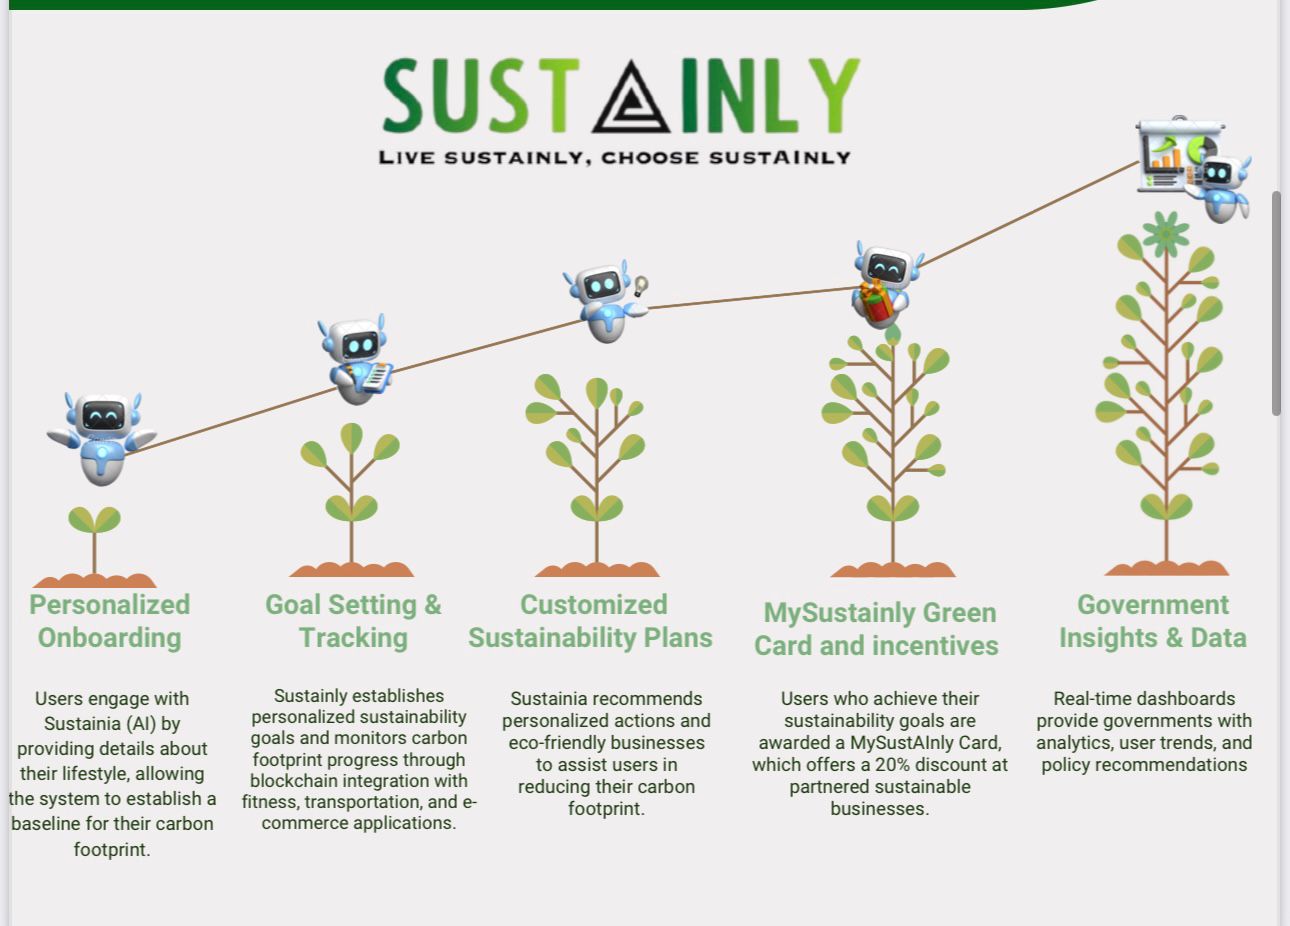 SUSTAINLY
LIVE SUSTAINLY, CHOOSE SUSTAINLY
Personalized
Onboarding
Users engage with
Sustainia (AI) by
providing details about
their lifestyle, allowing
the system to establish a
baseline for their carbon
footprint.
Goal Setting &
Tracking
Sustainly establishes
personalized sustainability
goals and monitors carbon
footprint progress through
blockchain integration with
fitness, transportation, and e-
commerce applications.
Customized
Sustainability Plans
Sustainia recommends
personalized actions and
eco-friendly businesses
to assist users in
reducing their carbon
footprint.
MySustainly Green
Card and incentives
Users who achieve their
sustainability goals are
awarded a MySustAInly Card,
which offers a 20% discount at
partnered sustainable
businesses.
Government
Insights & Data
Real-time dashboards
provide governments with
analytics, user trends, and
policy recommendations